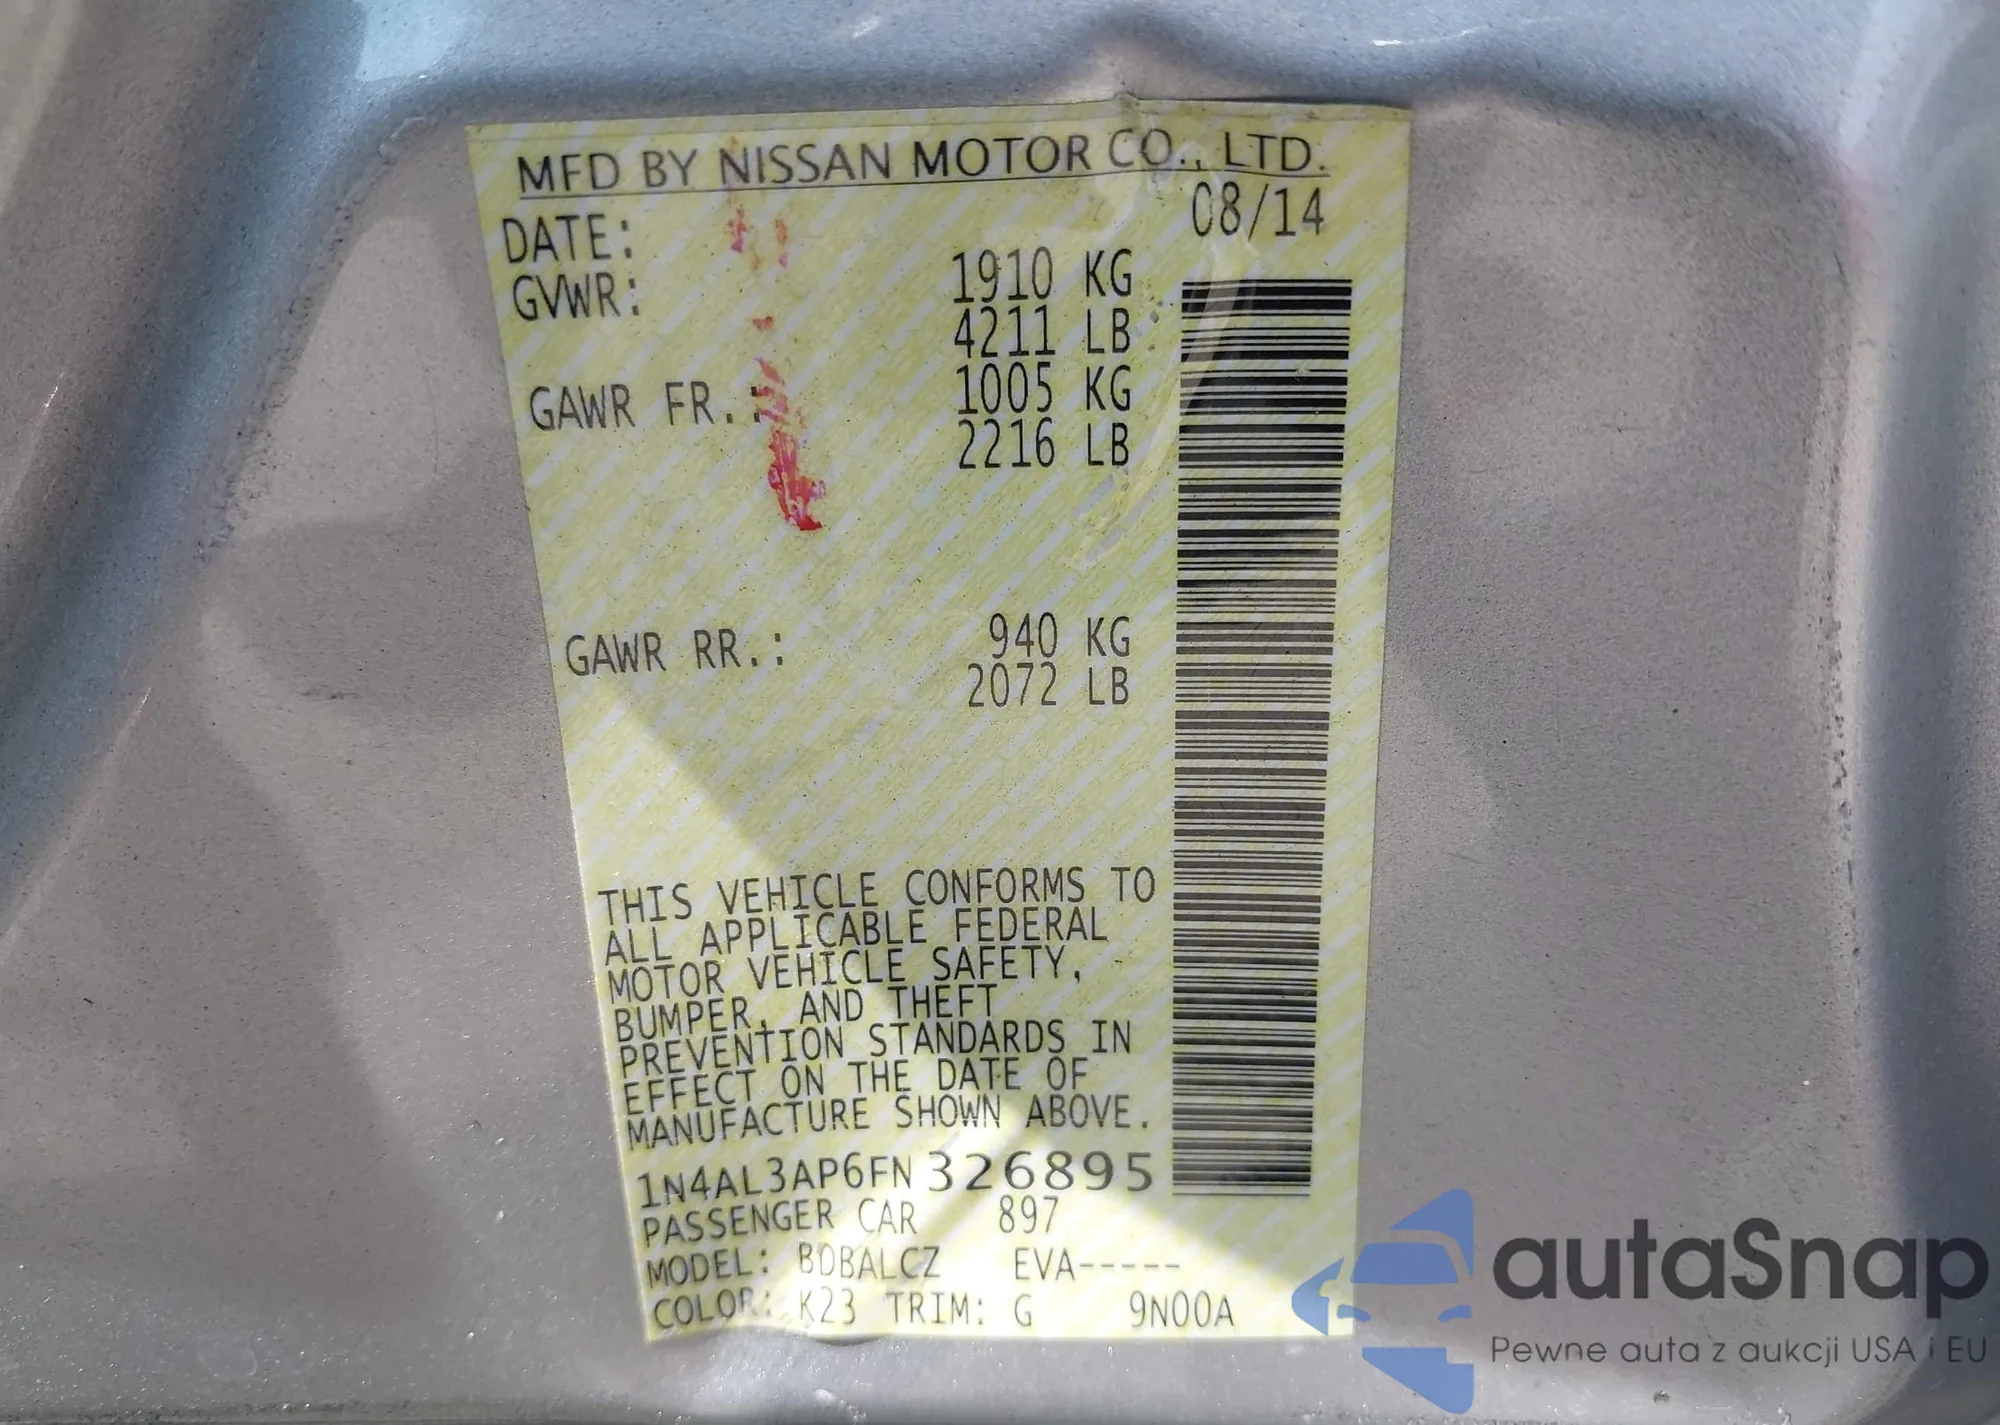 MFD BY NISSAN MOTOR CO., LTD.
DATE: 08/14
GVWR: 1910 KG
4211 LB
GAWR FR.: 1005 KG
2216 LB
GAWR RR.: 940 KG
2072 LB
THIS VEHICLE CONFORMS TO
ALL APPLICABLE FEDERAL
MOTOR VEHICLE SAFETY,
BUMPER, AND THEFT
PREVENTION STANDARDS IN
EFFECT ON THE DATE OF
MANUFACTURE SHOWN ABOVE.
1N4AL3AP6FN326895
PASSENGER CAR 897
MODEL: BDBALCZ EVA-----
COLOR: K23 TRIM: G 9N00A
autaSnap
Pewne auta z aukcji USA i EU